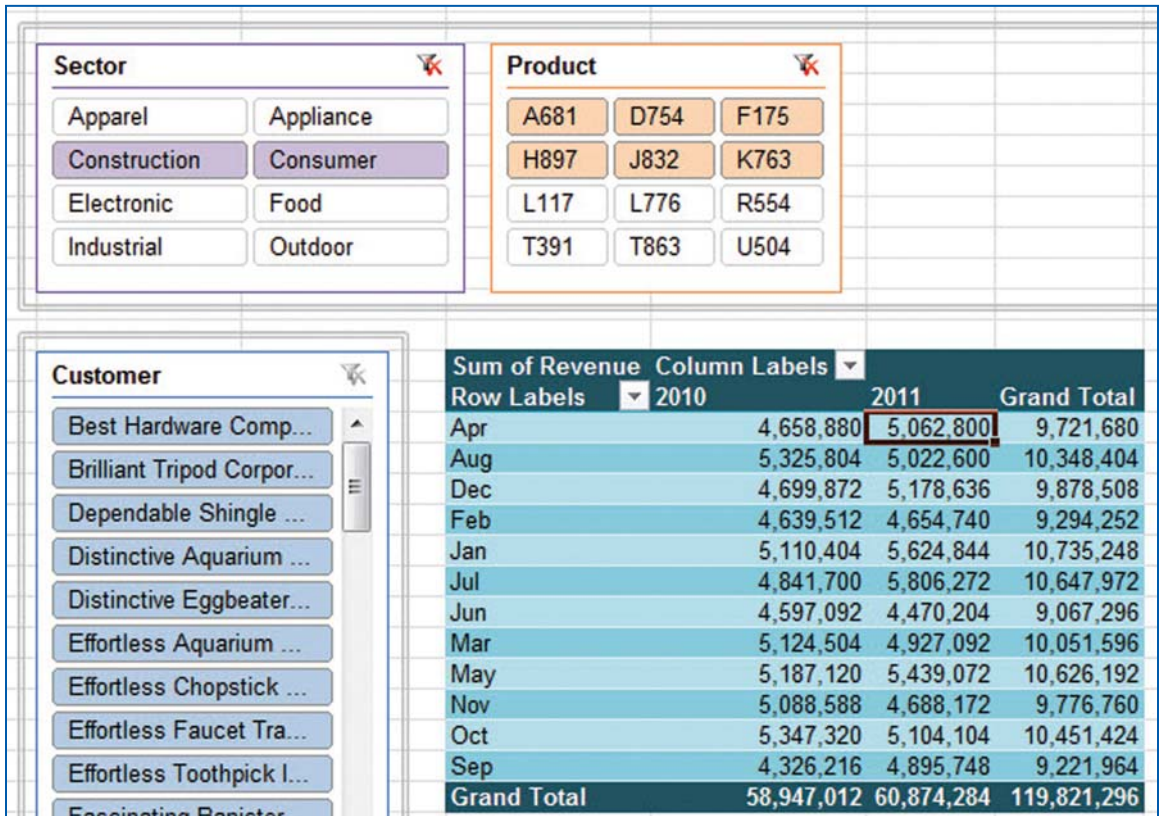 Sector
Apparel Appliance
Construction Consumer
Electronic Food
Industrial Outdoor
Product
A681 D754 F175
H897 J832 K763
L117 L776 R554
T391 T863 U504
Customer
Best Hardware Comp...
Brilliant Tripod Corpor...
Dependable Shingle ...
Distinctive Aquarium ...
Distinctive Eggbeater...
Effortless Aquarium ...
Effortless Chopstick ...
Effortless Faucet Tra...
Effortless Toothpick I...
Sum of Revenue Column Labels
Row Labels 2010 2011 Grand Total
Apr 4,658,880 5,062,800 9,721,680
Aug 5,325,804 5,022,600 10,348,404
Dec 4,699,872 5,178,636 9,878,508
Feb 4,639,512 4,654,740 9,294,252
Jan 5,110,404 5,624,844 10,735,248
Jul 4,841,700 5,806,272 10,647,972
Jun 4,597,092 4,470,204 9,067,296
Mar 5,124,504 4,927,092 10,051,596
May 5,187,120 5,439,072 10,626,192
Nov 5,088,588 4,688,172 9,776,760
Oct 5,347,320 5,104,104 10,451,424
Sep 4,326,216 4,895,748 9,221,964
Grand Total 58,947,012 60,874,284 119,821,296